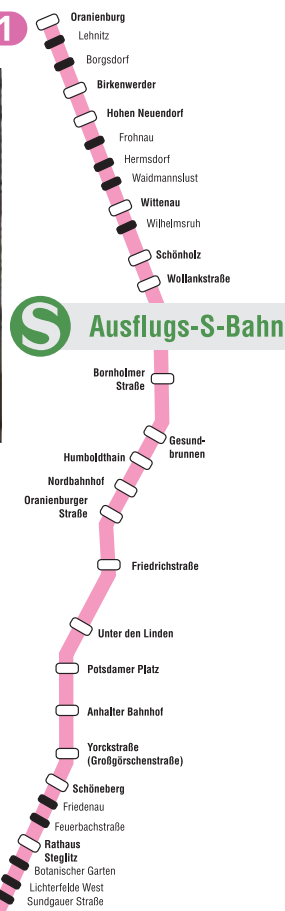 1
Oranienburg
Lehnitz
Borgsdorf
Birkenwerder
Hohen Neuendorf
Frohnau
Hermsdorf
Waidmannslust
Wittenau
Wilhelmsruh
Schönholz
Wollankstraße
S Ausflugs-S-Bahn
Bornholmer
Straße
Gesund-
brunnen
Humboldthain
Nordbahnhof
Oranienburger
Straße
Friedrichstraße
Unter den Linden
Potsdamer Platz
Anhalter Bahnhof
Yorckstraße
(Großgörschenstraße)
Schöneberg
Friedenau
Feuerbachstraße
Rathaus
Steglitz
Botanischer Garten
Lichterfelde West
Sundgauer Straße